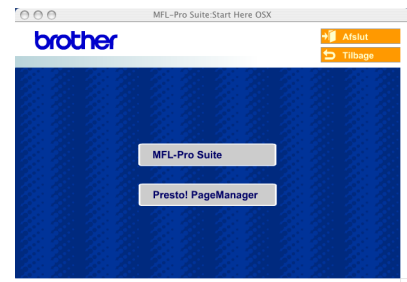 MFL-Pro Suite:Start Here OSX
brother
Afslut
Tilbage
MFL-Pro Suite
Presto! PageManager